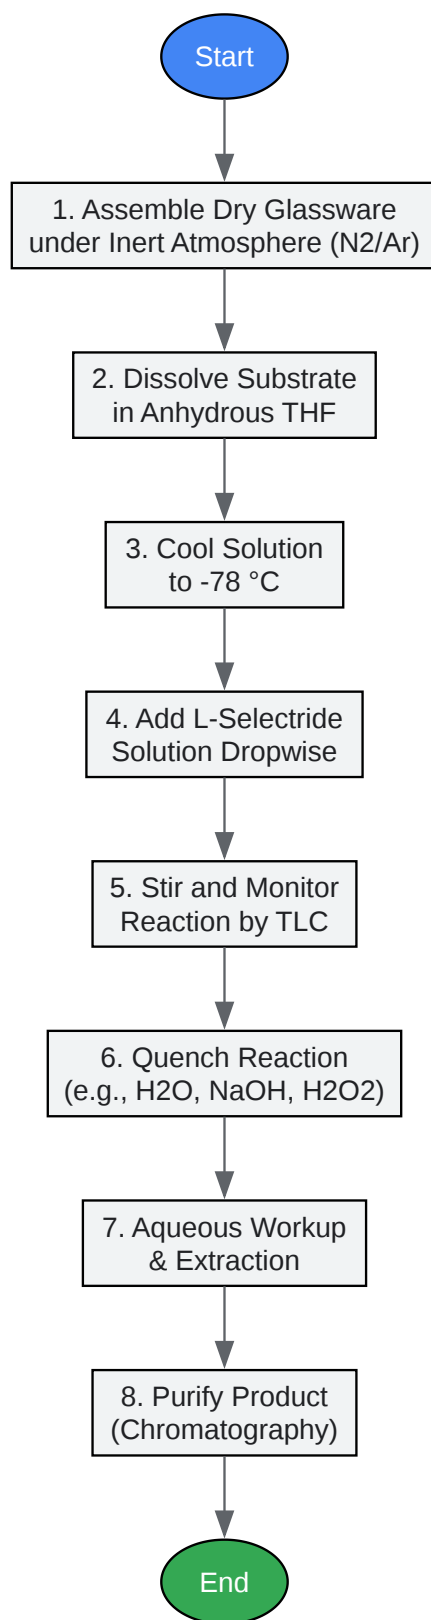 Start
1. Assemble Dry Glassware
under Inert Atmosphere (N2/Ar)
2. Dissolve Substrate
in Anhydrous THF
3. Cool Solution
to -78 °C
4. Add L-Selectride
Solution Dropwise
5. Stir and Monitor
Reaction by TLC
6. Quench Reaction
(e.g., H2O, NaOH, H2O2)
7. Aqueous Workup
& Extraction
8. Purify Product
(Chromatography)
End